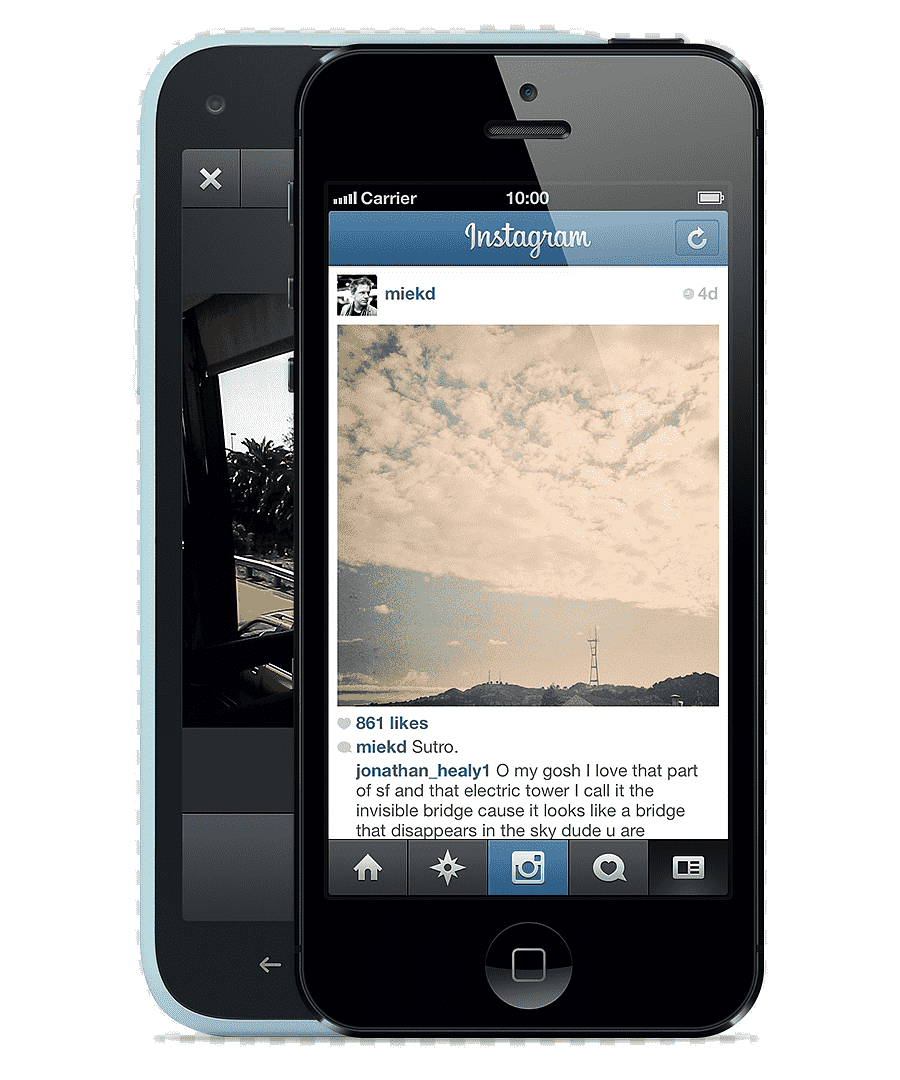 Carrier 10:00
Instagram
miekd 4d
861 likes
miekd Sutro.
jonathan_healy1 O my gosh I love that part
of sf and that electric tower I call it the
invisible bridge cause it looks like a bridge
that disappears in the sky dude u are